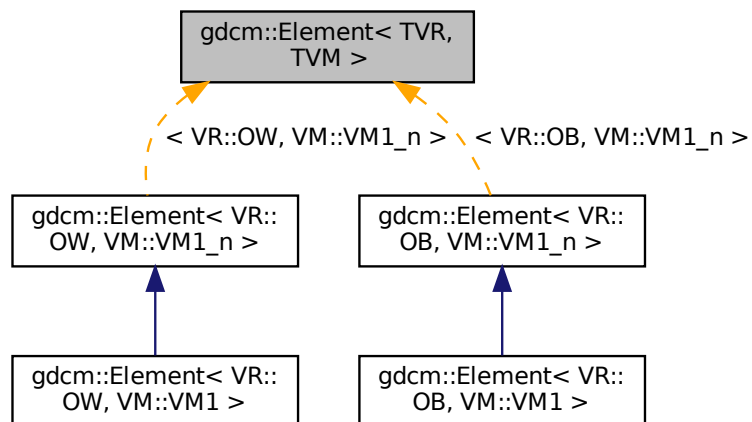 gdcm::Element< TVR,
TVM >
< VR::OW, VM::VM1_n >
< VR::OB, VM::VM1_n >
gdcm::Element< VR::
OW, VM::VM1_n >
gdcm::Element< VR::
OB, VM::VM1_n >
gdcm::Element< VR::
OW, VM::VM1 >
gdcm::Element< VR::
OB, VM::VM1 >